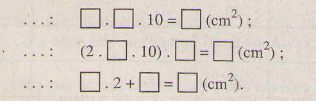 ...: □ . □ . 10 = □ (cm²) ;
...: (2 . □ . 10) . □ = □ (cm²) ;
...: □ . 2 + □ = □ (cm²).